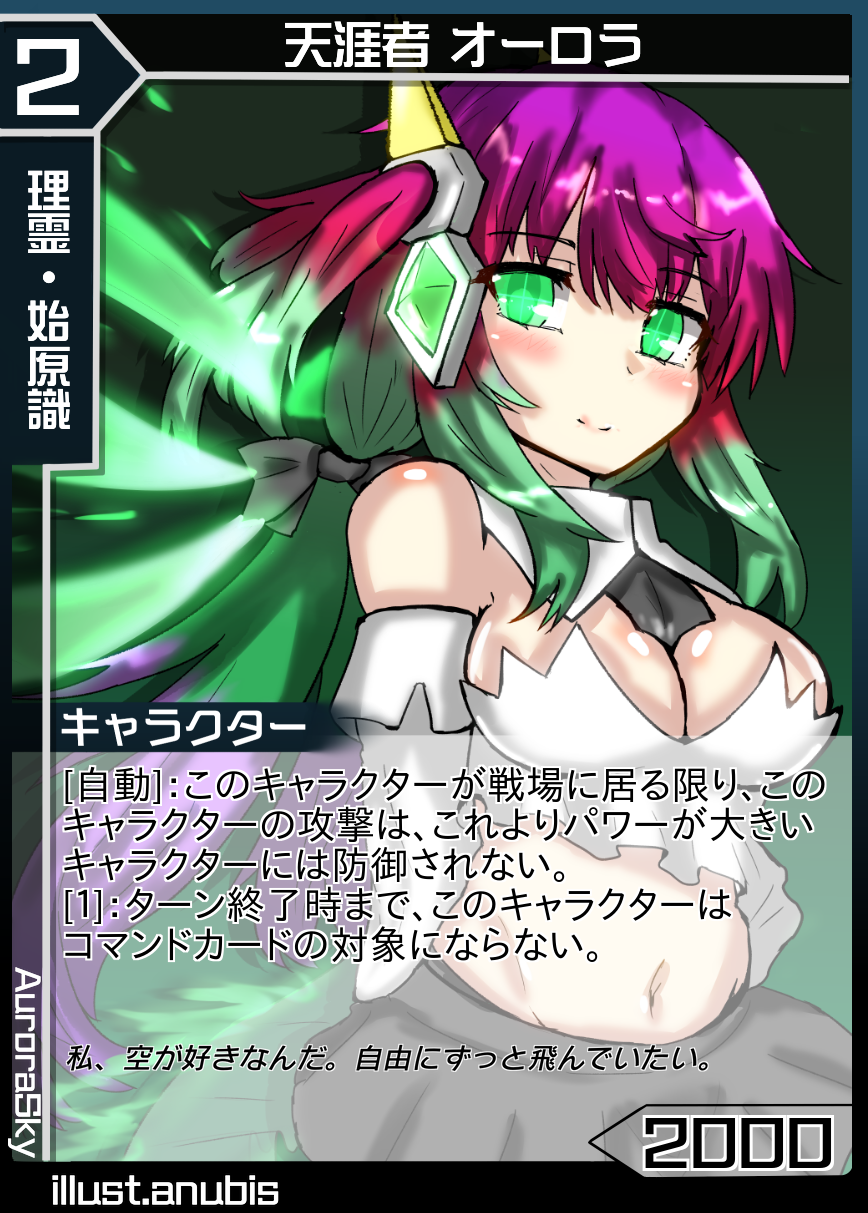 2
天涯者 オーロラ
理霊・始原識
キャラクター
[自動]:このキャラクターが戦場に居る限り、この
キャラクターの攻撃は、これよりパワーが大きい
キャラクターには防御されない。
[1]:ターン終了時まで、このキャラクターは
コマンドカードの対象にならない。
私、空が好きなんだ。自由にずっと飛んでいたい。
AuroraSky
2000
illust.anubis